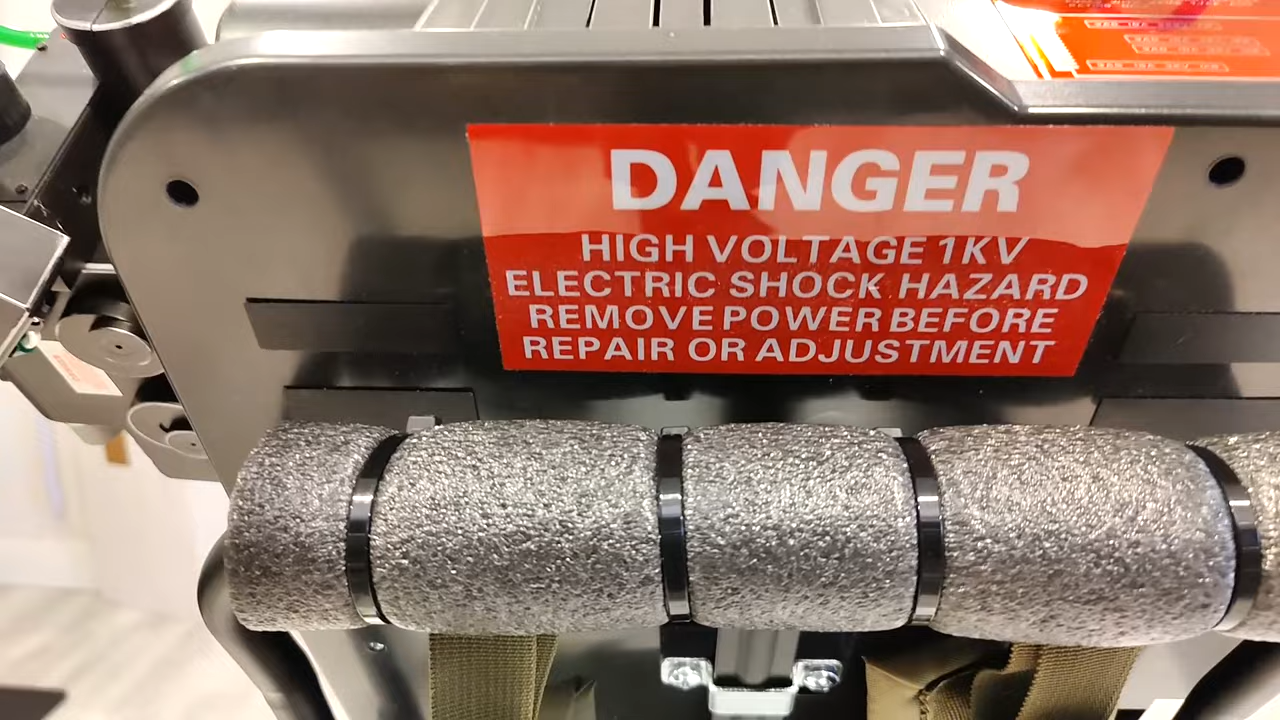 DANGER
HIGH VOLTAGE 1KV
ELECTRIC SHOCK HAZARD
REMOVE POWER BEFORE
REPAIR OR ADJUSTMENT